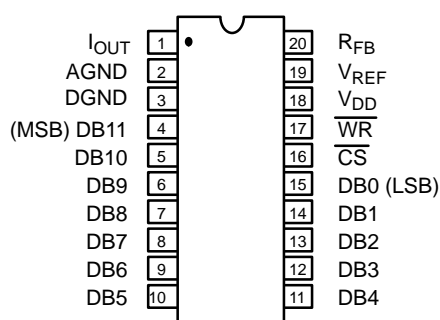 I_OUT 1 20 R_FB
AGND 2 19 V_REF
DGND 3 18 V_DD
(MSB) DB11 4 17 W̅R̅
DB10 5 16 C̅S̅
DB9 6 15 DB0 (LSB)
DB8 7 14 DB1
DB7 8 13 DB2
DB6 9 12 DB3
DB5 10 11 DB4